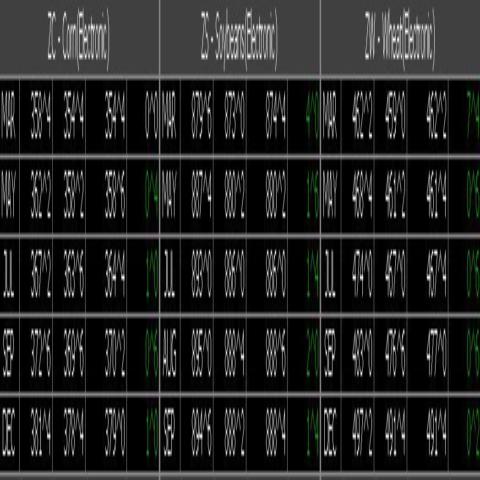 ZC - Corn(Electronic) ZS - Soybeans(Electronic) ZW - Wheat(Electronic)
MAR 358^4 354^4 354^4 0^0 MAR 879^6 873^0 874^4 4^0 MAR 462^2 459^0 462^2 7^4
MAY 362^2 358^2 358^6 0^4 MAY 887^4 880^2 880^2 1^6 MAY 468^4 461^2 461^4 0^6
JUL 367^2 363^6 364^4 1^0 JUL 893^0 886^0 886^0 1^4 JUL 474^0 467^0 467^4 0^6
SEP 372^6 369^6 370^2 0^6 AUG 895^0 888^4 888^6 2^0 SEP 483^0 476^6 477^0 0^6
DEC 381^4 378^4 379^0 1^0 SEP 894^6 888^2 888^4 1^4 DEC 497^2 491^4 491^4 0^2